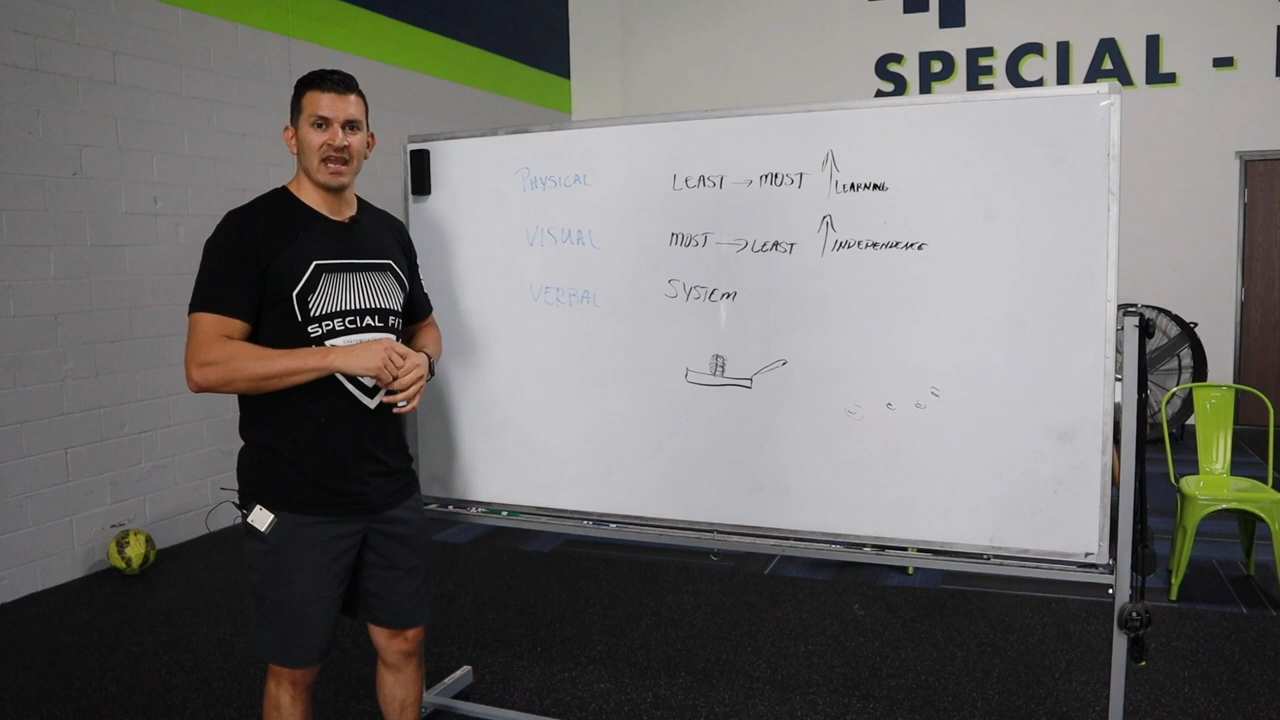 SPECIAL -
PHYSICAL LEAST → MOST ↑ LEARNING
VISUAL MOST → LEAST ↑ INDEPENDENCE
VERBAL SYSTEM
SPECIAL FIT